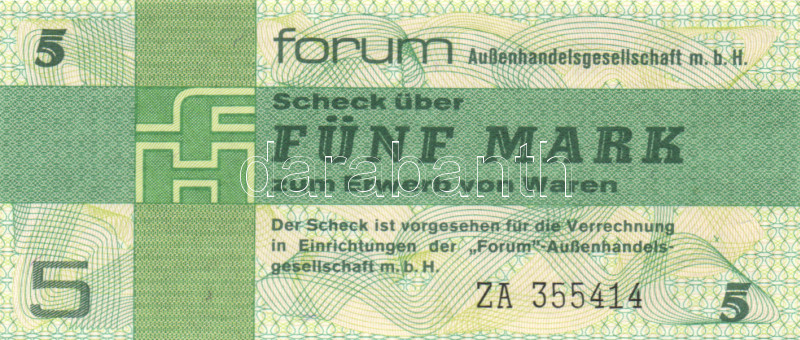 5
forum Außenhandelsgesellschaft m. b. H.
Scheck über
FÜNF MARK
darabanth
zum Erwerb von Waren
Der Scheck ist vorgesehen für die Verrechnung
in Einrichtungen der „Forum"-Außenhandels-
gesellschaft m. b. H.
5
ZA 355414
5